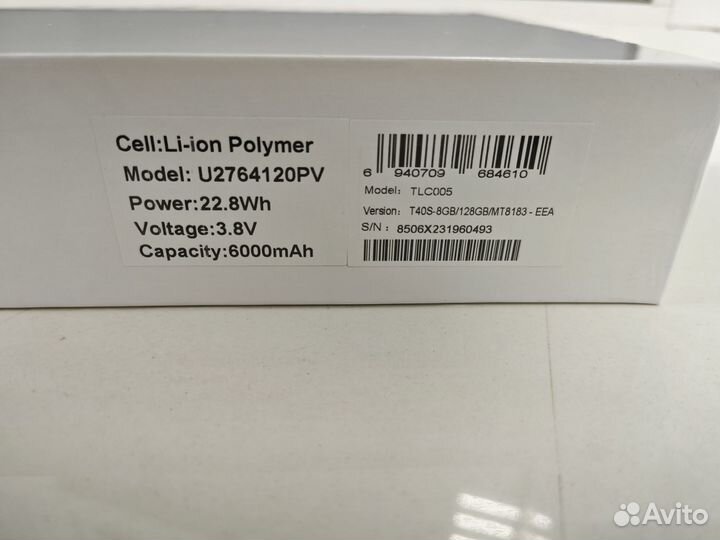 Cell:Li-ion Polymer
Model: U2764120PV
Power:22.8Wh
Voltage:3.8V
Capacity:6000mAh
6 940709 684610
Model: TLC005
Version: T40S-8GB/128GB/MT8183 - EEA
S/N : 8506X231960493
Avito